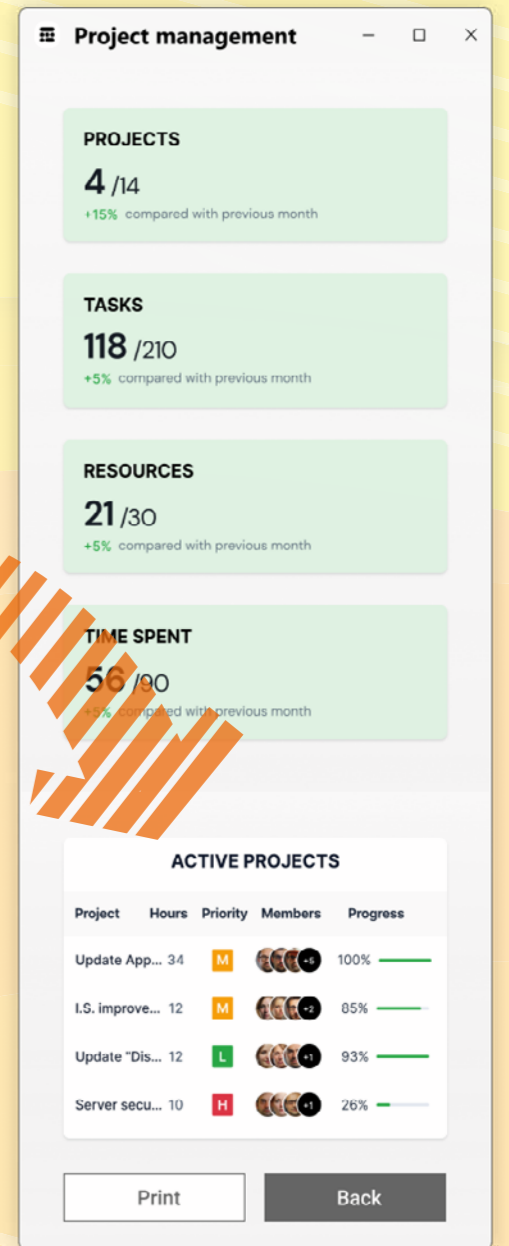 Project management
PROJECTS
4 /14
+15% compared with previous month
TASKS
118 /210
+5% compared with previous month
RESOURCES
21 /30
+5% compared with previous month
TIME SPENT
56 /90
+5% compared with previous month
ACTIVE PROJECTS
Project Hours Priority Members Progress
Update App... 34 M +5 100%
I.S. improve... 12 M +2 85%
Update "Dis... 12 L +1 93%
Server secu... 10 H +1 26%
Print Back